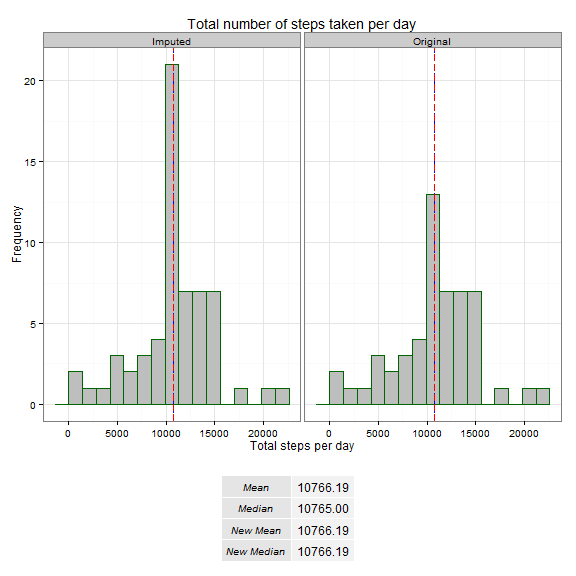 Total number of steps taken per day
Imputed Original
20
15
10
5
0
Frequency
0 5000 10000 15000 20000 0 5000 10000 15000 20000
Total steps per day
Mean 10766.19
Median 10765.00
New Mean 10766.19
New Median 10766.19